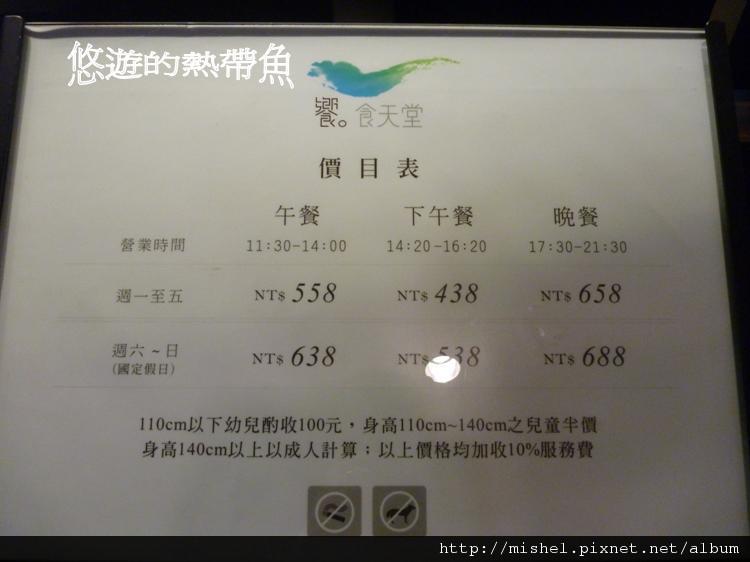 悠遊的熱帶魚
饗。食天堂
價目表
午餐 下午餐 晚餐
營業時間 11:30-14:00 14:20-16:20 17:30-21:30
週一至五 NT$ 558 NT$ 438 NT$ 658
週六~日 NT$ 638 NT$ 538 NT$ 688
(國定假日)
110cm以下幼兒酌收100元，身高110cm~140cm之兒童半價
身高140cm以上以成人計算；以上價格均加收10%服務費
http://mishel.pixnet.net/album